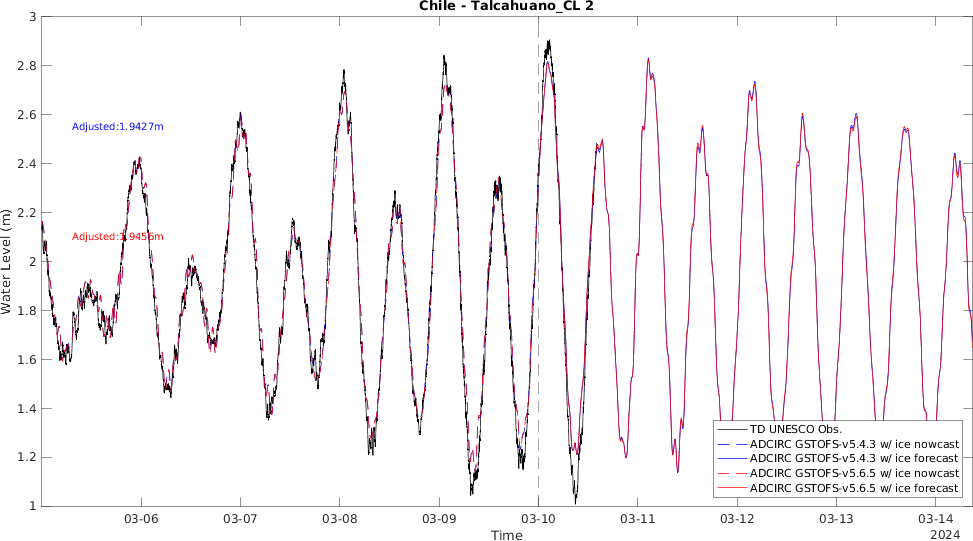 Chile - Talcahuano_CL 2
3
2.8
2.6
2.4
2.2
2
1.8
1.6
1.4
1.2
1
Water Level (m)
Adjusted:1.9427m
Adjusted:1.9456m
TD UNESCO Obs.
ADCIRC GSTOFS-v5.4.3 w/ ice nowcast
ADCIRC GSTOFS-v5.4.3 w/ ice forecast
ADCIRC GSTOFS-v5.6.5 w/ ice nowcast
ADCIRC GSTOFS-v5.6.5 w/ ice forecast
03-06 03-07 03-08 03-09 03-10 03-11 03-12 03-13 03-14
2024
Time